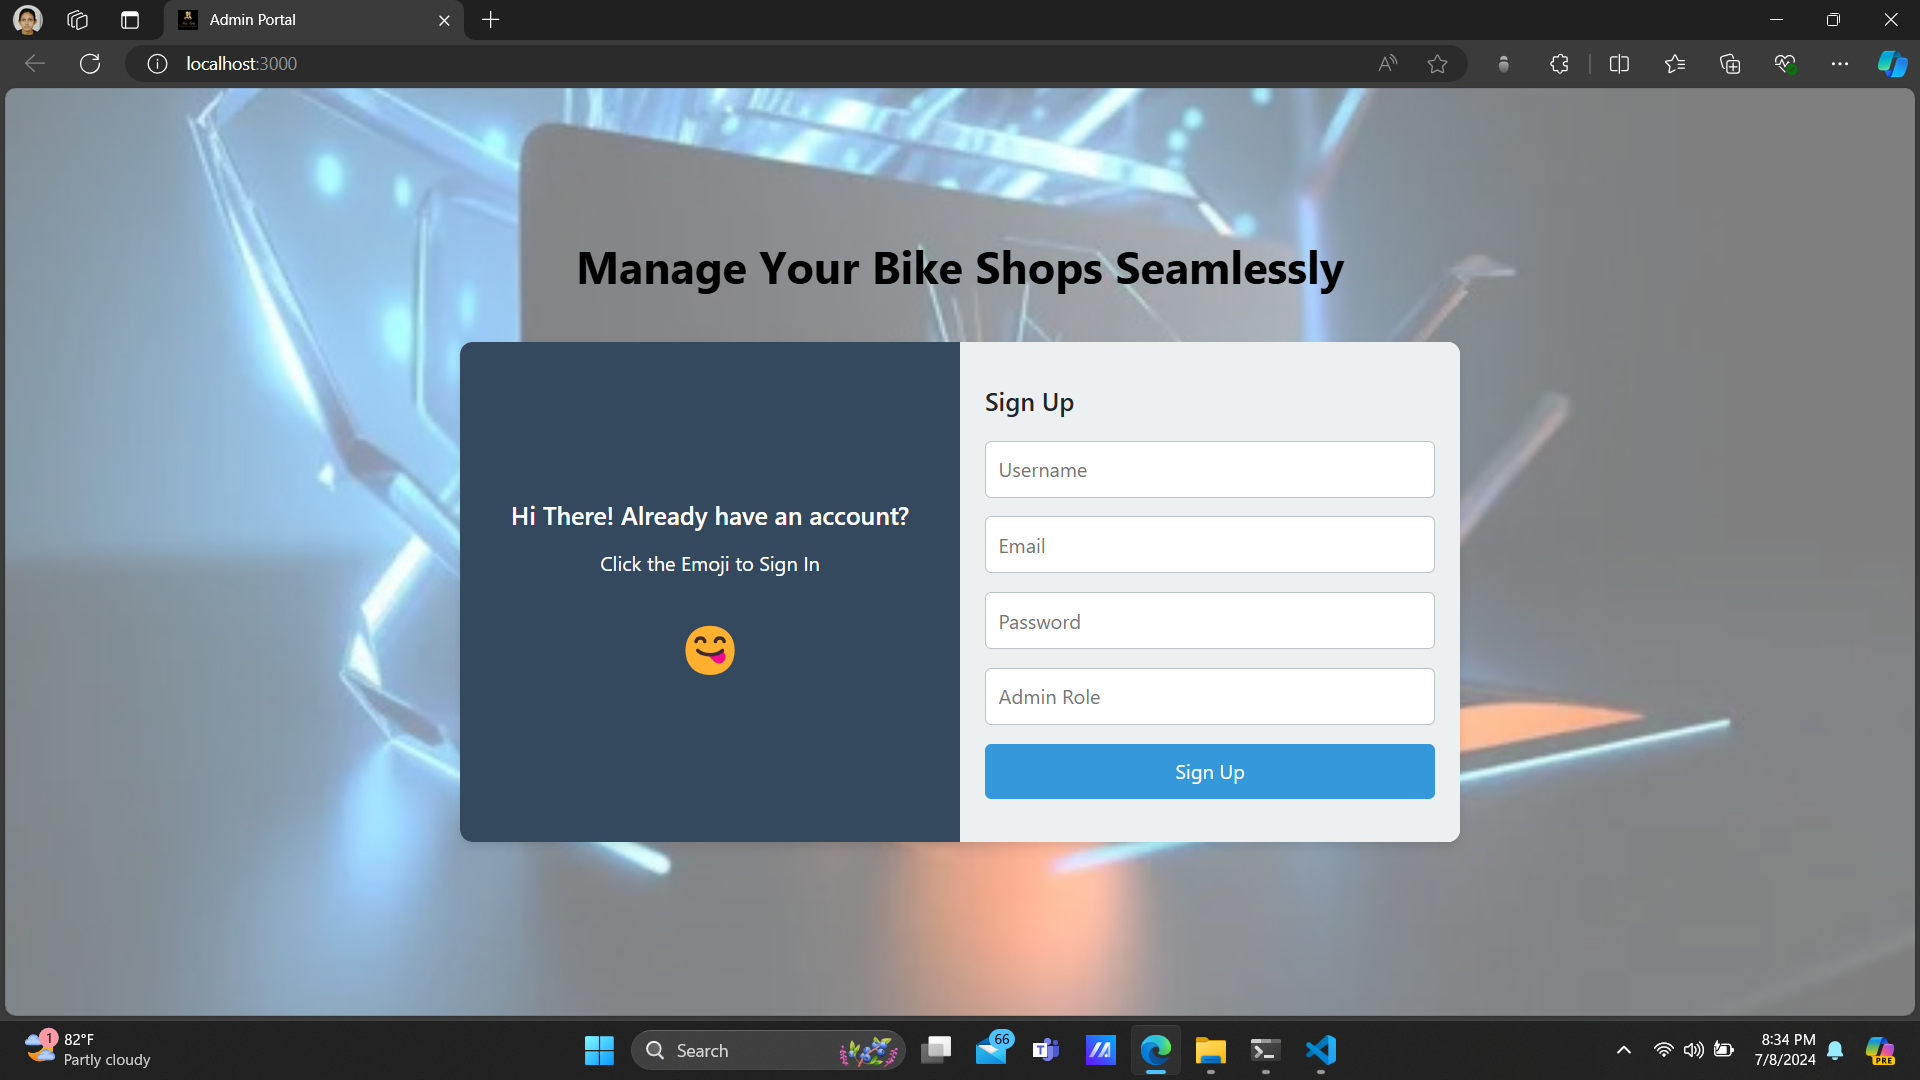 Admin Portal
localhost:3000
Manage Your Bike Shops Seamlessly
Hi There! Already have an account?
Click the Emoji to Sign In
Sign Up
Username
Email
Password
Admin Role
Sign Up
1
82°F
Partly cloudy
Search
66
8:34 PM
7/8/2024
PRE